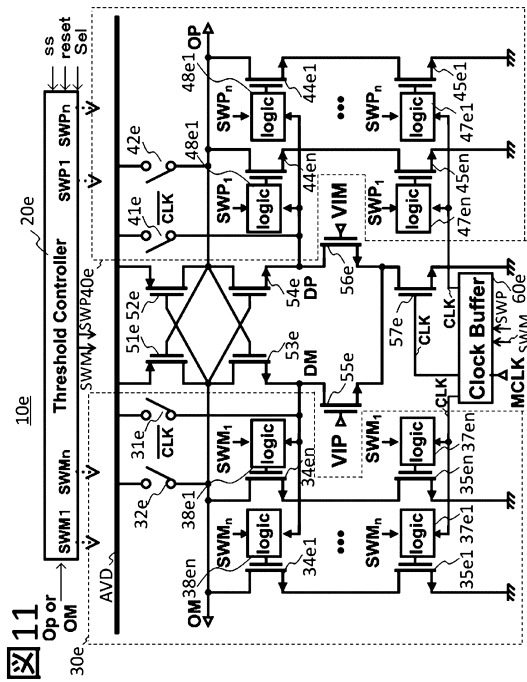 図11
10e
20e
Threshold Controller
ss
reset
Sel
Op or
OM
SWM1
SWMn
SWM
SWP
SWP1
SWPn
30e
40e
AVD
32e
31e
CLK
51e
52e
41e
CLK
42e
OM
OP
38en
38e1
SWMn
logic
SWM1
logic
34e1
34en
53e
54e
DM
DP
48e1
48e1
SWP1
logic
SWPn
logic
44en
44e1
VIP
55e
56e
VIM
•••
•••
SWMn
logic
SWM1
logic
35e1
37e1
35en
37en
CLK
CLK
57e
CLK
Clock Buffer
60e
MCLK
SWM
SWP
SWP1
logic
SWPn
logic
47en
45en
47e1
45e1